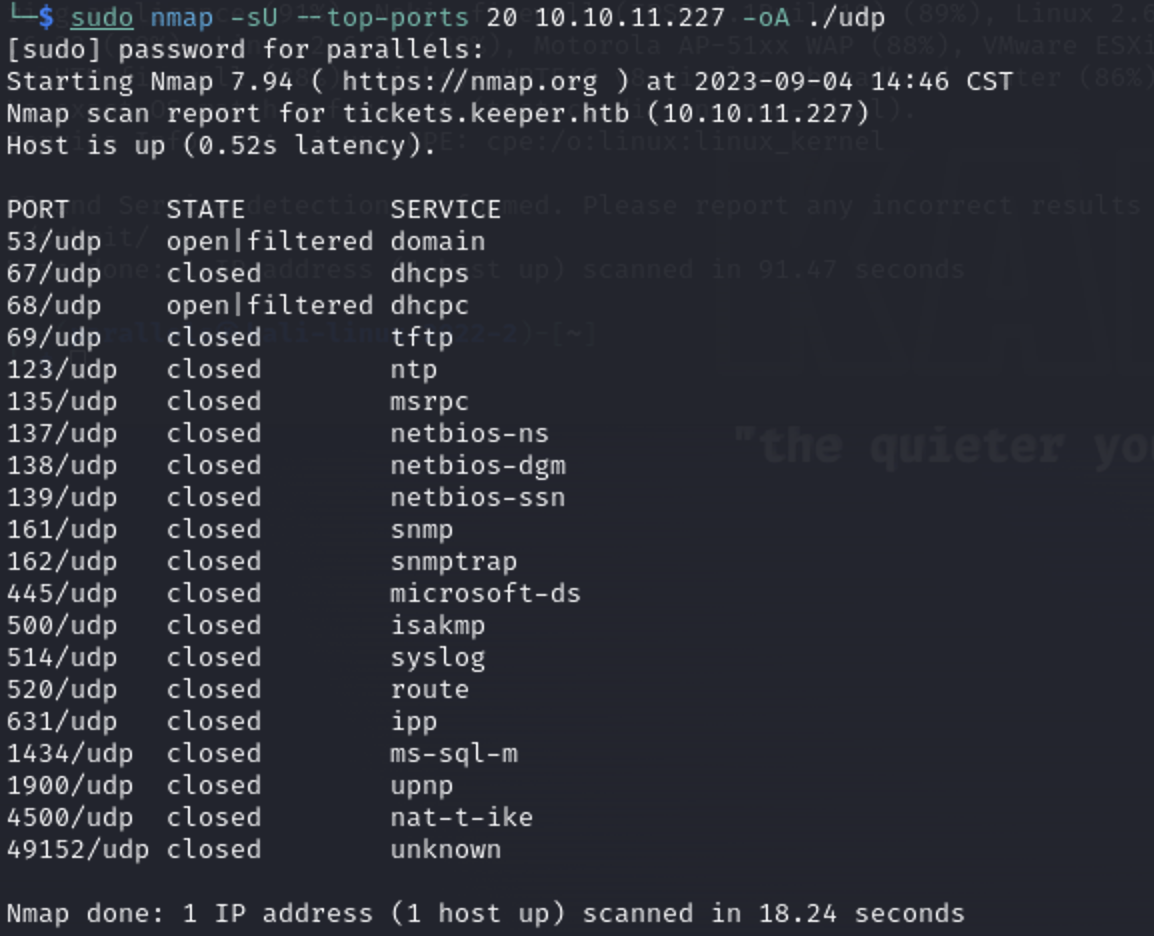 └─$ sudo nmap -sU --top-ports 20 10.10.11.227 -oA ./udp
[sudo] password for parallels:
Starting Nmap 7.94 ( https://nmap.org ) at 2023-09-04 14:46 CST
Nmap scan report for tickets.keeper.htb (10.10.11.227)
Host is up (0.52s latency).
PORT STATE SERVICE
53/udp open|filtered domain
67/udp closed dhcps
68/udp open|filtered dhcpc
69/udp closed tftp
123/udp closed ntp
135/udp closed msrpc
137/udp closed netbios-ns
138/udp closed netbios-dgm
"the quieter yo
139/udp closed netbios-ssn
161/udp closed snmp
162/udp closed snmptrap
445/udp closed microsoft-ds
500/udp closed isakmp
514/udp closed syslog
520/udp closed route
631/udp closed ipp
1434/udp closed ms-sql-m
1900/udp closed upnp
4500/udp closed nat-t-ike
49152/udp closed unknown
Nmap done: 1 IP address (1 host up) scanned in 18.24 seconds